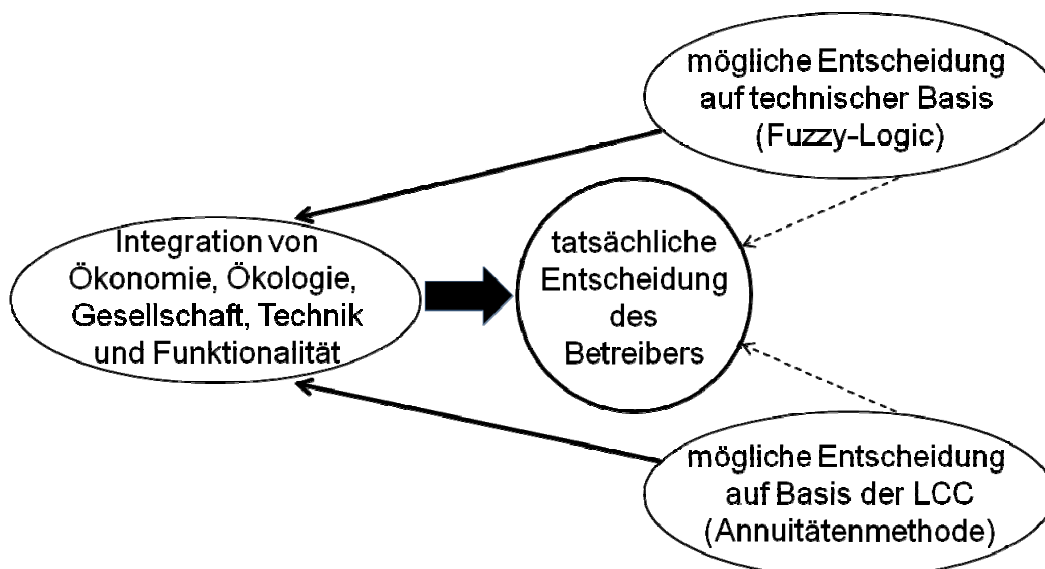 mögliche Entscheidung
auf technischer Basis
(Fuzzy-Logic)
Integration von
Ökonomie, Ökologie,
Gesellschaft, Technik
und Funktionalität
tatsächliche
Entscheidung
des
Betreibers
mögliche Entscheidung
auf Basis der LCC
(Annuitätenmethode)